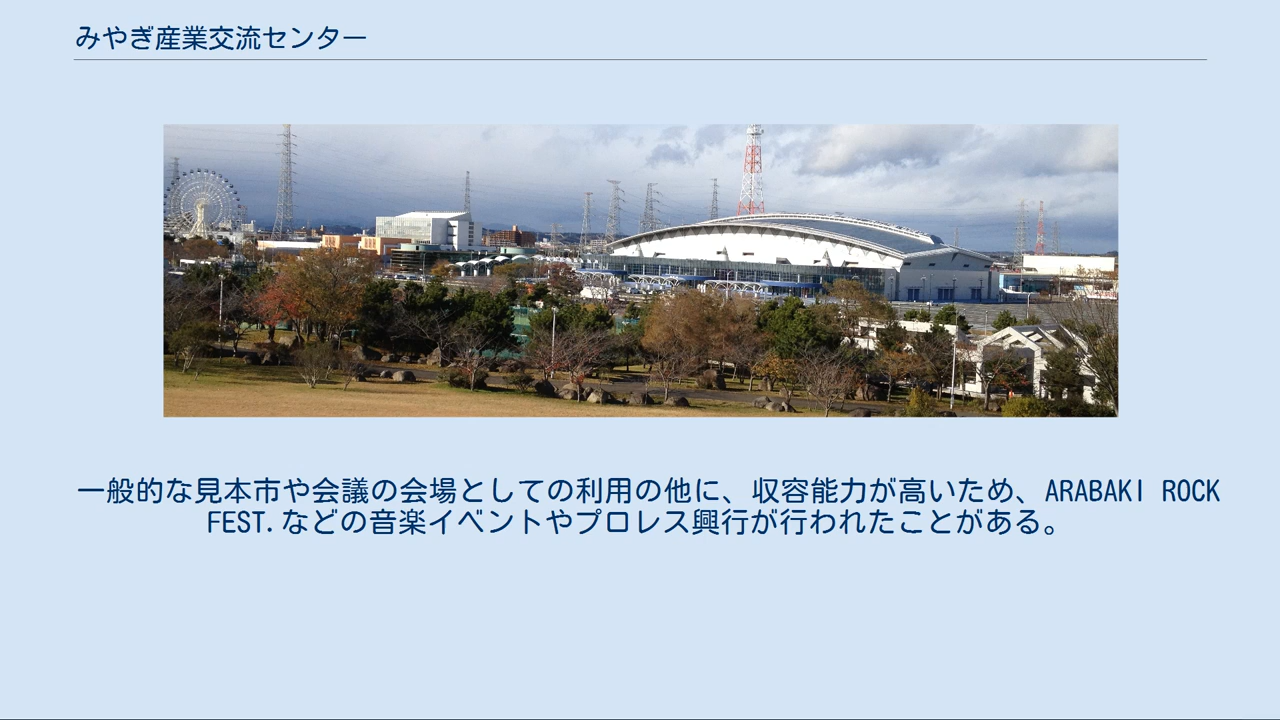 みやぎ産業交流センター
一般的な見本市や会議の会場としての利用の他に、収容能力が高いため、ARABAKI ROCK
FEST.などの音楽イベントやプロレス興行が行われたことがある。